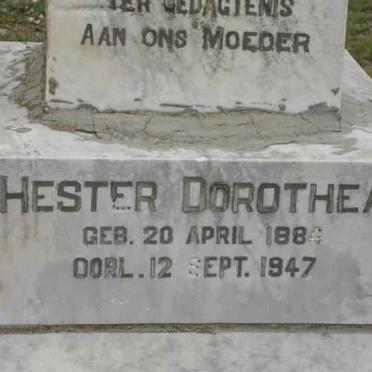 TER GEDAGTENIS
AAN ONS MOEDER
HESTER DOROTHEA
GEB. 20 APRIL 1884
OORL. 12 SEPT. 1947